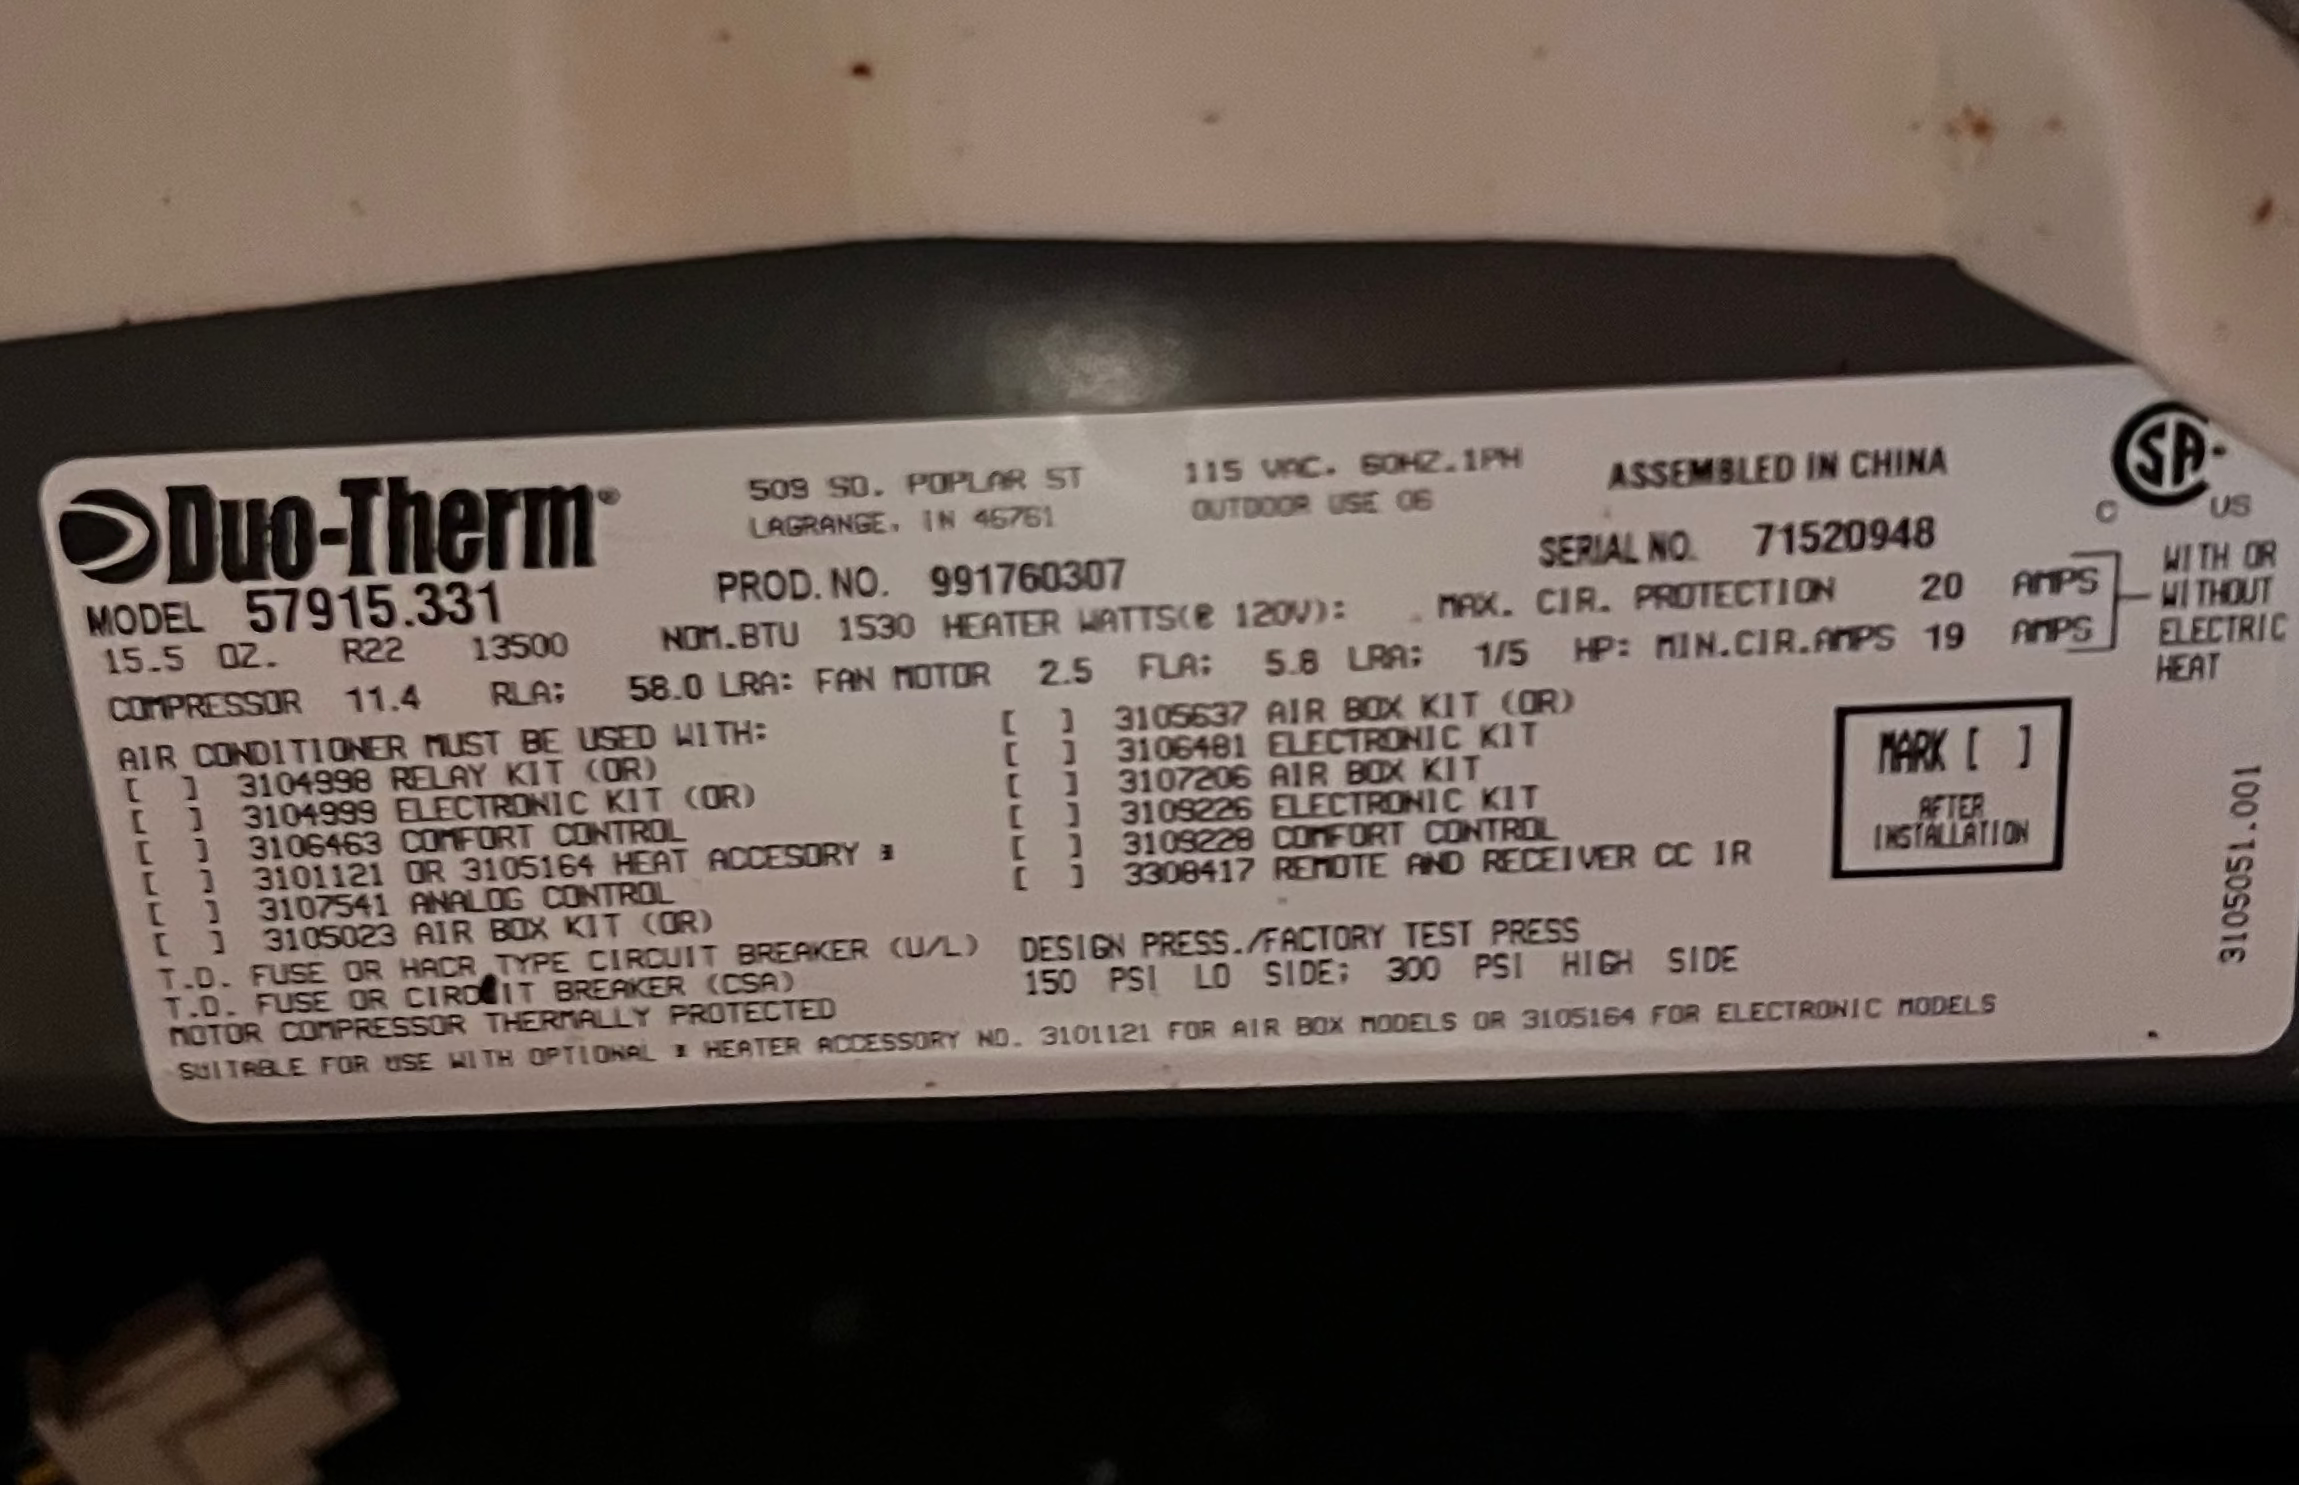 Duo-Therm®
509 SO. POPLAR ST
LAGRANGE, IN 46761
115 VAC. 60HZ.1PH
OUTDOOR USE 06
ASSEMBLED IN CHINA
SA
C US
MODEL 57915.331
PROD. NO. 991760307
SERIAL NO. 71520948
15.5 OZ. R22 13500 NOM.BTU 1530 HEATER WATTS(@ 120V): MAX. CIR. PROTECTION 20 AMPS
COMPRESSOR 11.4 RLA; 58.0 LRA: FAN MOTOR 2.5 FLA; 5.8 LRA; 1/5 HP: MIN.CIR.AMPS 19 AMPS
WITH OR
WITHOUT
ELECTRIC
HEAT
AIR CONDITIONER MUST BE USED WITH:
[ ] 3104998 RELAY KIT (OR)
[ ] 3104999 ELECTRONIC KIT (OR)
[ ] 3106463 COMFORT CONTROL
[ ] 3101121 OR 3105164 HEAT ACCESORY *
[ ] 3107541 ANALOG CONTROL
[ ] 3105023 AIR BOX KIT (OR)
[ ] 3105637 AIR BOX KIT (OR)
[ ] 3106481 ELECTRONIC KIT
[ ] 3107206 AIR BOX KIT
[ ] 3109226 ELECTRONIC KIT
[ ] 3109228 COMFORT CONTROL
[ ] 3308417 REMOTE AND RECEIVER CC IR
MARK [ ]
AFTER
INSTALLATION
3105051.001
T.D. FUSE OR HACR TYPE CIRCUIT BREAKER (U/L)
T.D. FUSE OR CIRCUIT BREAKER (CSA)
MOTOR COMPRESSOR THERMALLY PROTECTED
DESIGN PRESS./FACTORY TEST PRESS
150 PSI LO SIDE; 300 PSI HIGH SIDE
SUITABLE FOR USE WITH OPTIONAL * HEATER ACCESSORY NO. 3101121 FOR AIR BOX MODELS OR 3105164 FOR ELECTRONIC MODELS